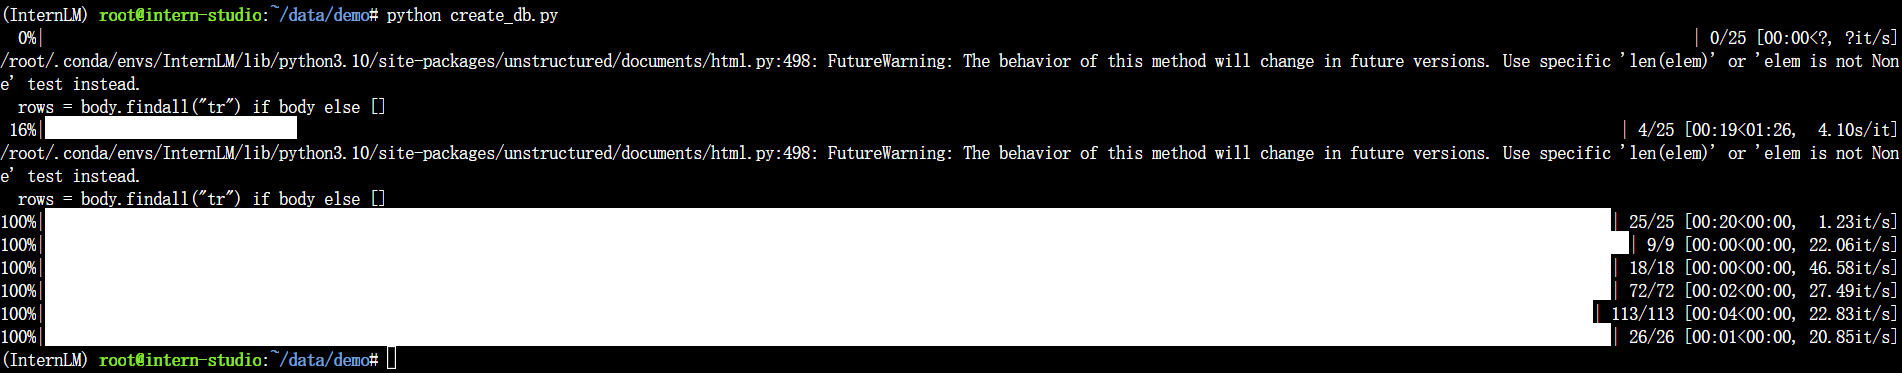 (InternLM) root@intern-studio:~/data/demo# python create_db.py
0%| | 0/25 [00:00<?, ?it/s]
/root/.conda/envs/InternLM/lib/python3.10/site-packages/unstructured/documents/html.py:498: FutureWarning: The behavior of this method will change in future versions. Use specific 'len(elem)' or 'elem is not Non
e' test instead.
rows = body.findall("tr") if body else []
16%| | 4/25 [00:19<01:26, 4.10s/it]
/root/.conda/envs/InternLM/lib/python3.10/site-packages/unstructured/documents/html.py:498: FutureWarning: The behavior of this method will change in future versions. Use specific 'len(elem)' or 'elem is not Non
e' test instead.
rows = body.findall("tr") if body else []
100%| | 25/25 [00:20<00:00, 1.23it/s]
100%| | 9/9 [00:00<00:00, 22.06it/s]
100%| | 18/18 [00:00<00:00, 46.58it/s]
100%| | 72/72 [00:02<00:00, 27.49it/s]
100%| | 113/113 [00:04<00:00, 22.83it/s]
100%| | 26/26 [00:01<00:00, 20.85it/s]
(InternLM) root@intern-studio:~/data/demo#